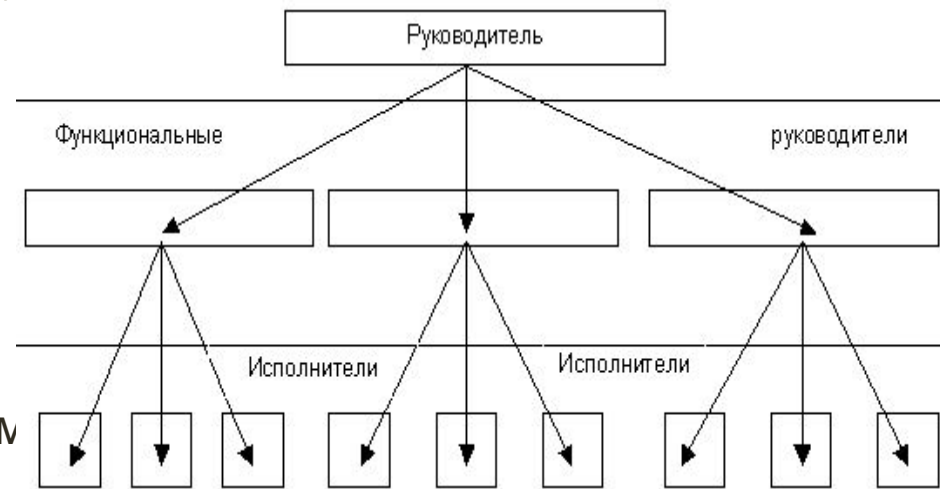 Руководитель
Функциональные руководители
Исполнители Исполнители
м